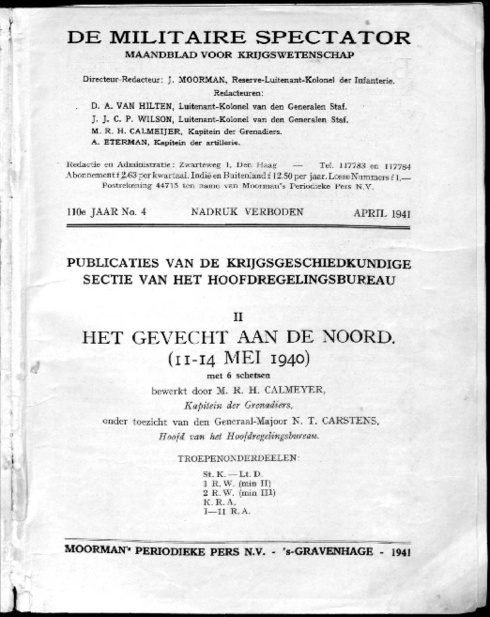 DE MILITAIRE SPECTATOR
MAANDBLAD VOOR KRIJGSWETENSCHAP
Directeur-Redacteur: J. MOORMAN, Reserve-Luitenant-Kolonel der Infanterie.
Redacteuren:
D. A. VAN HILTEN, Luitenant-Kolonel van den Generalen Staf.
J. J. C. P. WILSON, Luitenant-Kolonel van den Generalen Staf.
M. R. H. CALMEIJER, Kapitein der Grenadiers.
A. ETERMAN, Kapitein der artillerie.
Redactie en Administratie: Zwarteweg 1, Den Haag — Tel. 117783 en 117784
Abonnement f 2.63 per kwartaal. Indië en Buitenland f 12.50 per jaar. Losse Nummers f 1,—
Postrekening 44715 ten name van Moorman's Periodieke Pers N.V.
110e JAAR No. 4 NADRUK VERBODEN APRIL 1941
PUBLICATIES VAN DE KRIJGSGESCHIEDKUNDIGE
SECTIE VAN HET HOOFDREGELINGSBUREAU
II
HET GEVECHT AAN DE NOORD.
(11-14 MEI 1940)
met 6 schetsen
bewerkt door M. R. H. CALMEYER,
Kapitein der Grenadiers,
onder toezicht van den Generaal-Majoor N. T. CARSTENS,
Hoofd van het Hoofdregelingsbureau.
TROEPENONDERDEELEN:
St. K. — Lt. D.
1 R.W. (min II)
2 R.W. (min III)
K. R. A.
I—II R. A.
MOORMAN'S PERIODIEKE PERS N.V. - 's-GRAVENHAGE - 1941